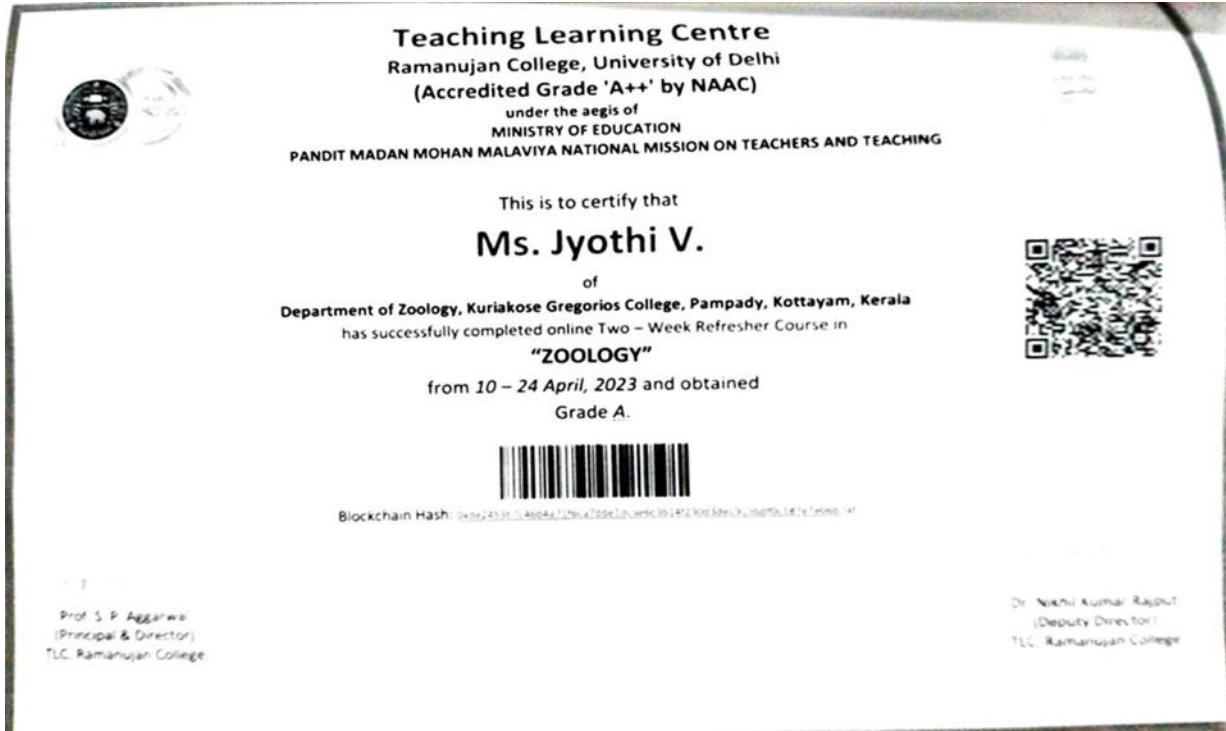 Teaching Learning Centre
Ramanujan College, University of Delhi
(Accredited Grade 'A++' by NAAC)
under the aegis of
MINISTRY OF EDUCATION
PANDIT MADAN MOHAN MALAVIYA NATIONAL MISSION ON TEACHERS AND TEACHING
This is to certify that
Ms. Jyothi V.
of
Department of Zoology, Kuriakose Gregorios College, Pampady, Kottayam, Kerala
has successfully completed online Two – Week Refresher Course in
“ZOOLOGY”
from 10 – 24 April, 2023 and obtained
Grade A.
Blockchain Hash:
Prof. S. P. Aggarwal
(Principal & Director)
TLC, Ramanujan College
Dr. Nikhil Kumar Rajput
(Deputy Director)
TLC, Ramanujan College